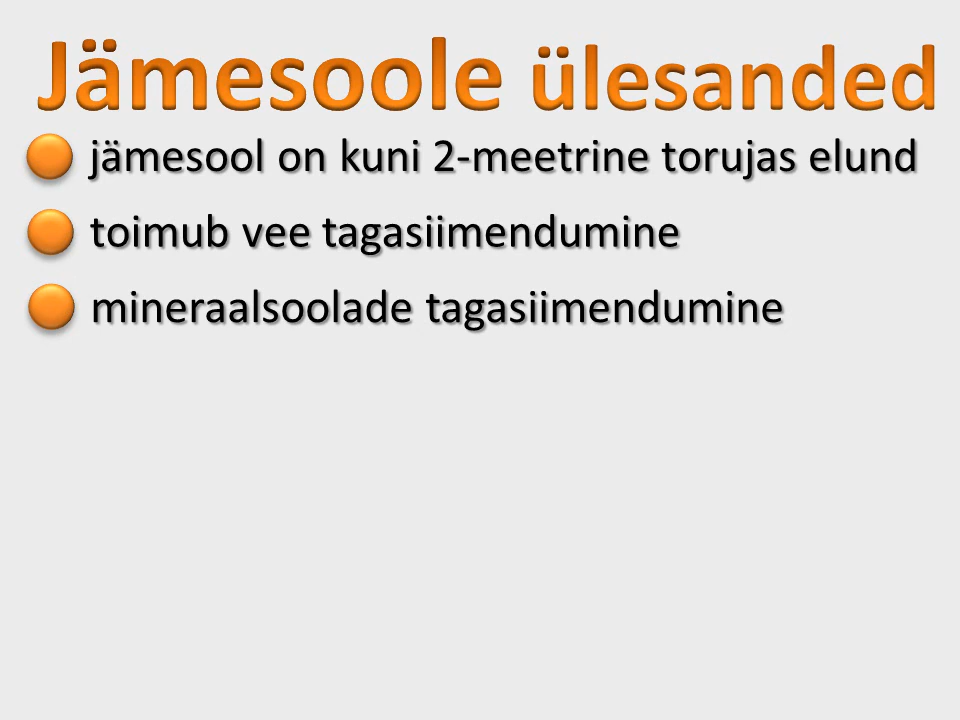 Jämesoole ülesanded
jämesool on kuni 2-meetrine torujas elund
toimub vee tagasiimendumine
mineraalsoolade tagasiimendumine